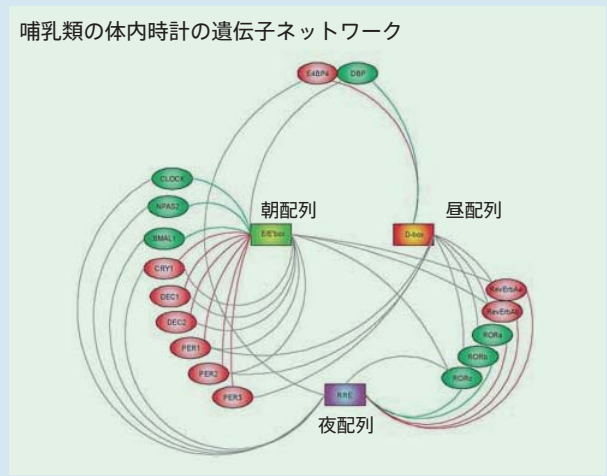 哺乳類の体内時計の遺伝子ネットワーク
E4BP4
DBP
CLOCK
NPAS2
BMAL1
CRY1
DEC1
DEC2
PER1
PER2
PER3
朝配列
E/E'box
昼配列
D-box
RevErbAa
RevErbAb
RORa
RORb
RORc
RRE
夜配列